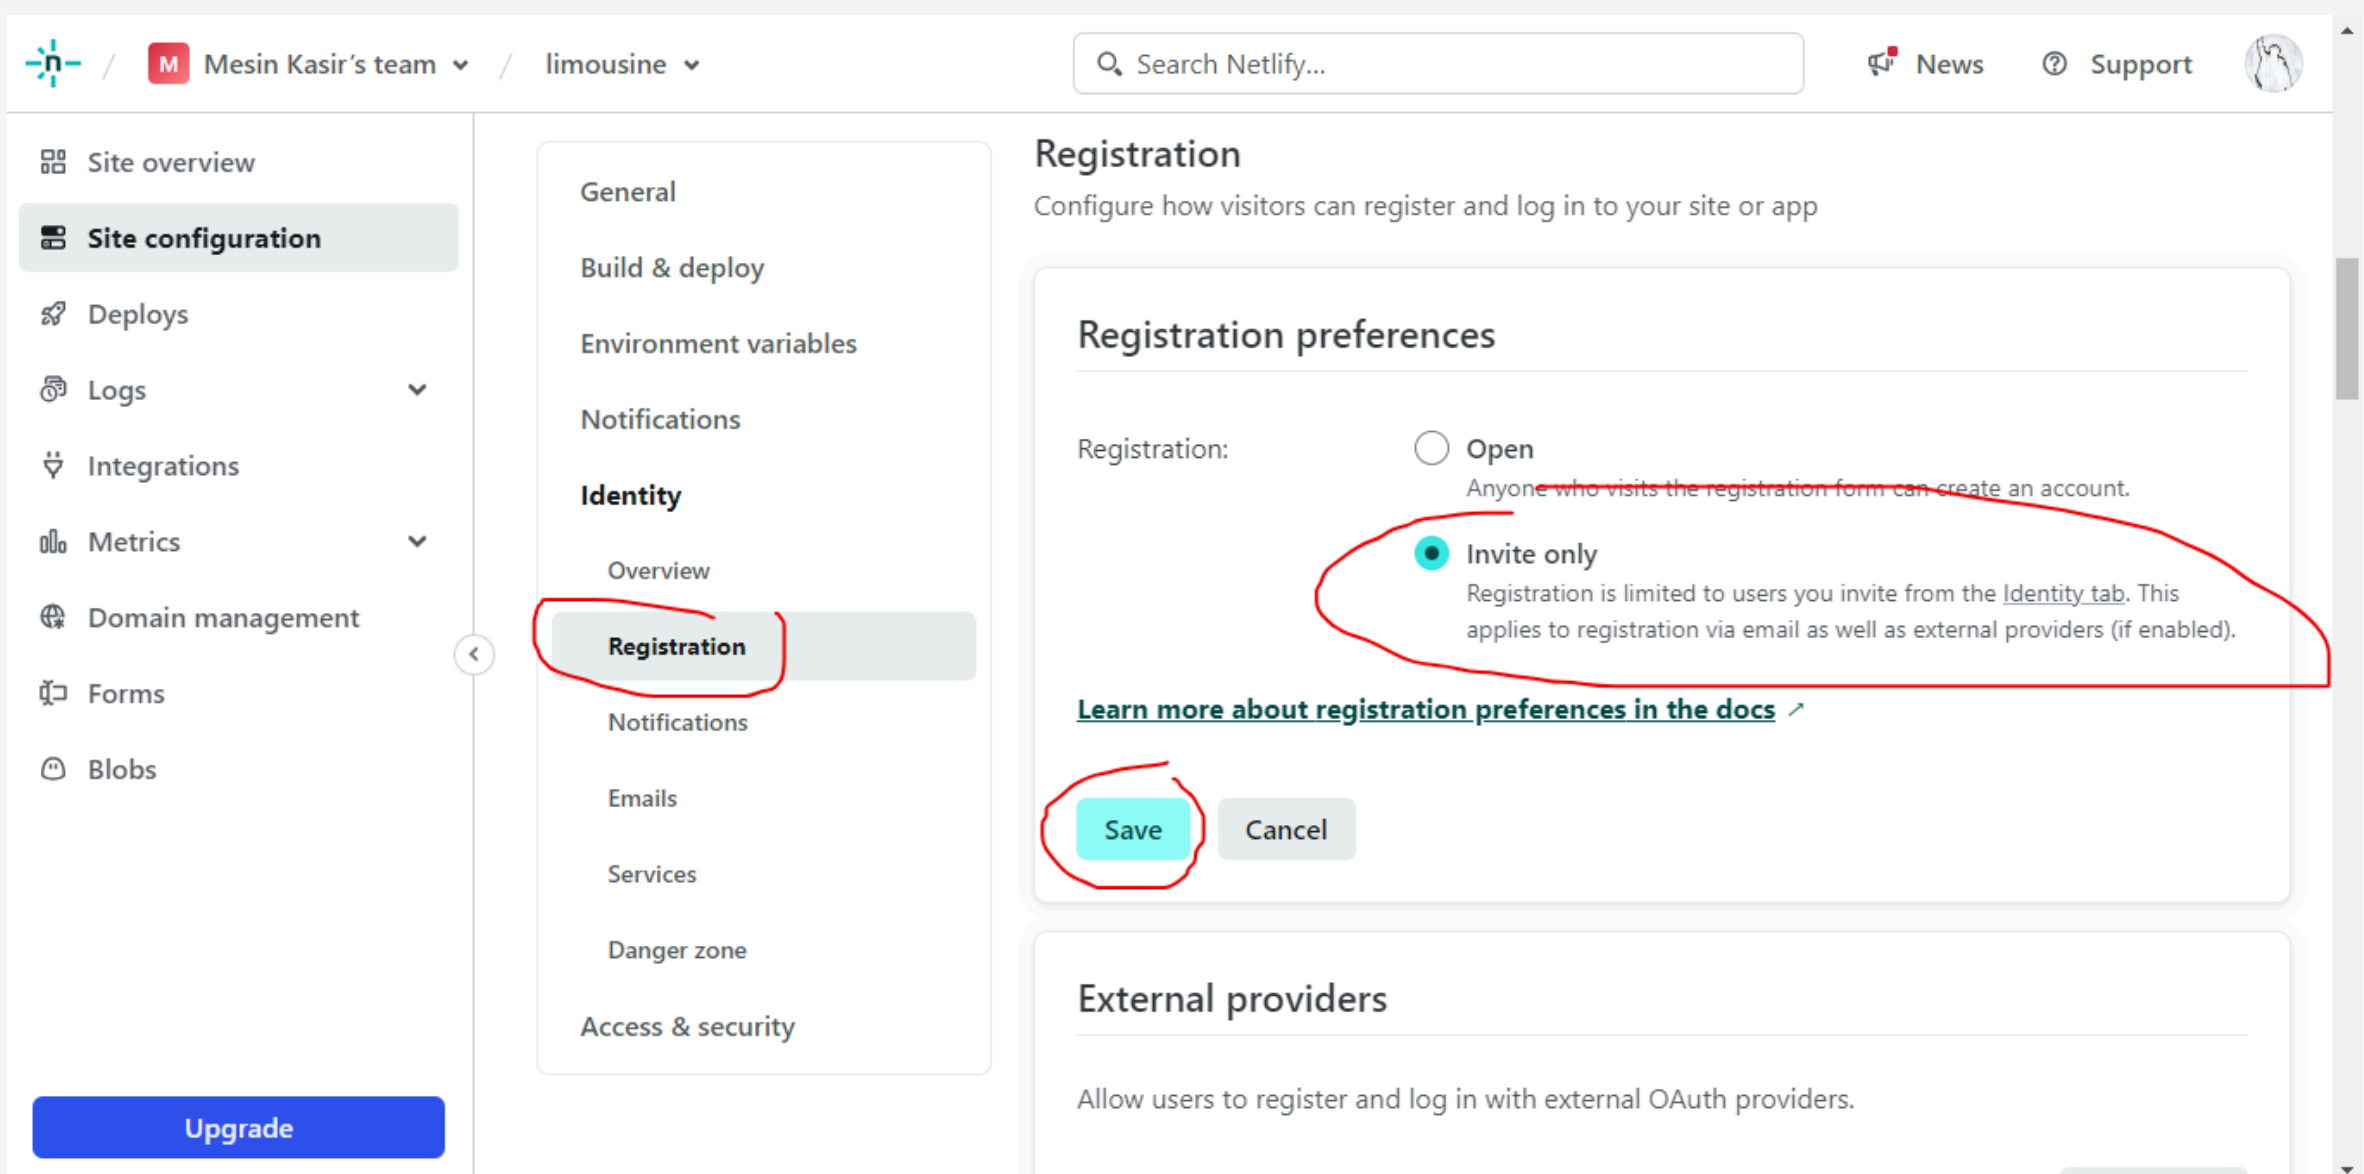 n / M Mesin Kasir's team / limousine
Search Netlify...
News
Support
Site overview
Site configuration
Deploys
Logs
Integrations
Metrics
Domain management
Forms
Blobs
Upgrade
General
Build & deploy
Environment variables
Notifications
Identity
Overview
Registration
Notifications
Emails
Services
Danger zone
Access & security
Registration
Configure how visitors can register and log in to your site or app
Registration preferences
Registration:
Open
Anyone who visits the registration form can create an account.
Invite only
Registration is limited to users you invite from the Identity tab. This
applies to registration via email as well as external providers (if enabled).
Learn more about registration preferences in the docs
Save
Cancel
External providers
Allow users to register and log in with external OAuth providers.